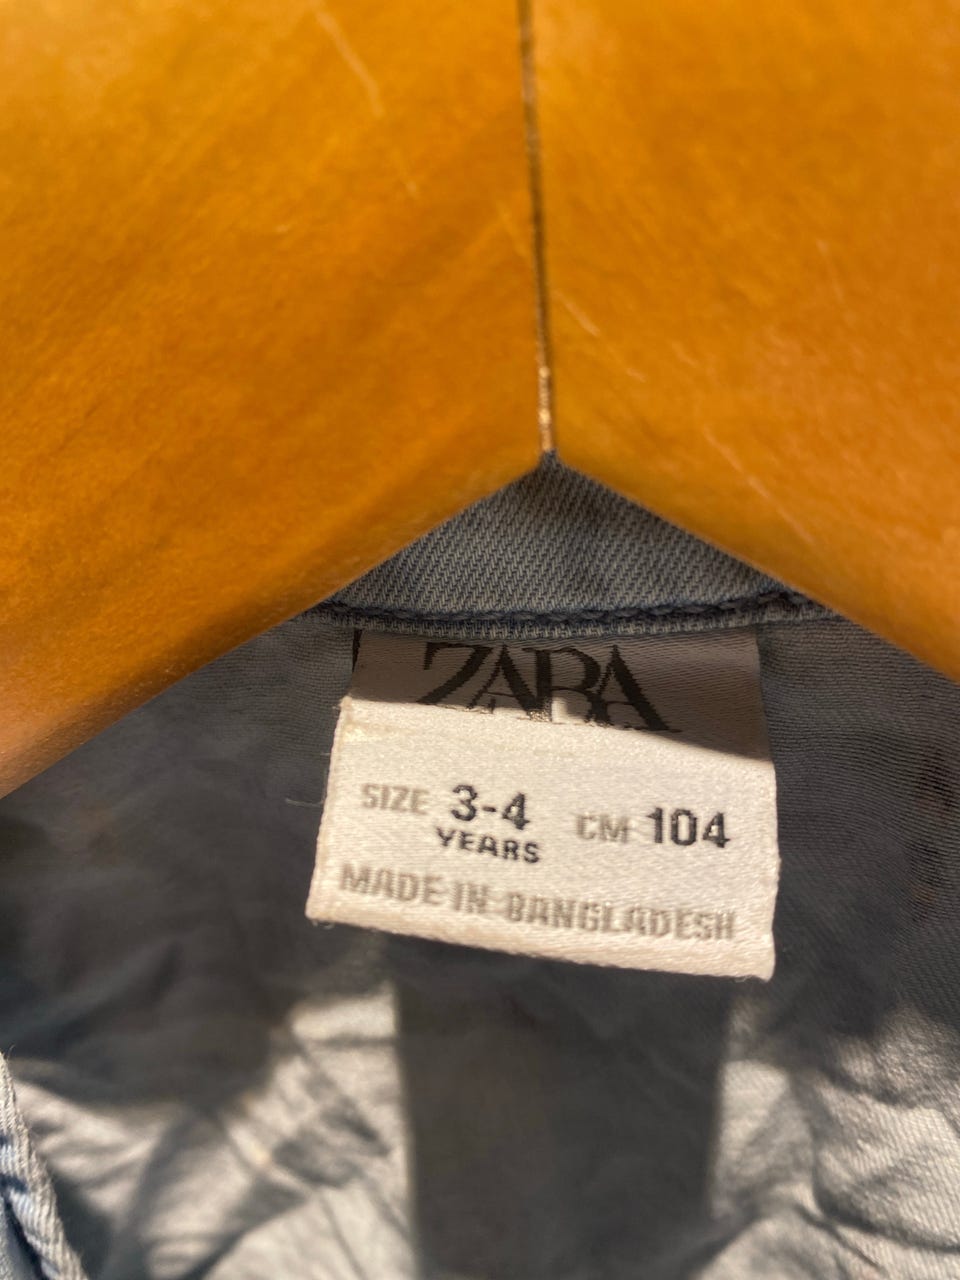 ZARA
SIZE 3-4 YEARS CM 104
MADE IN BANGLADESH